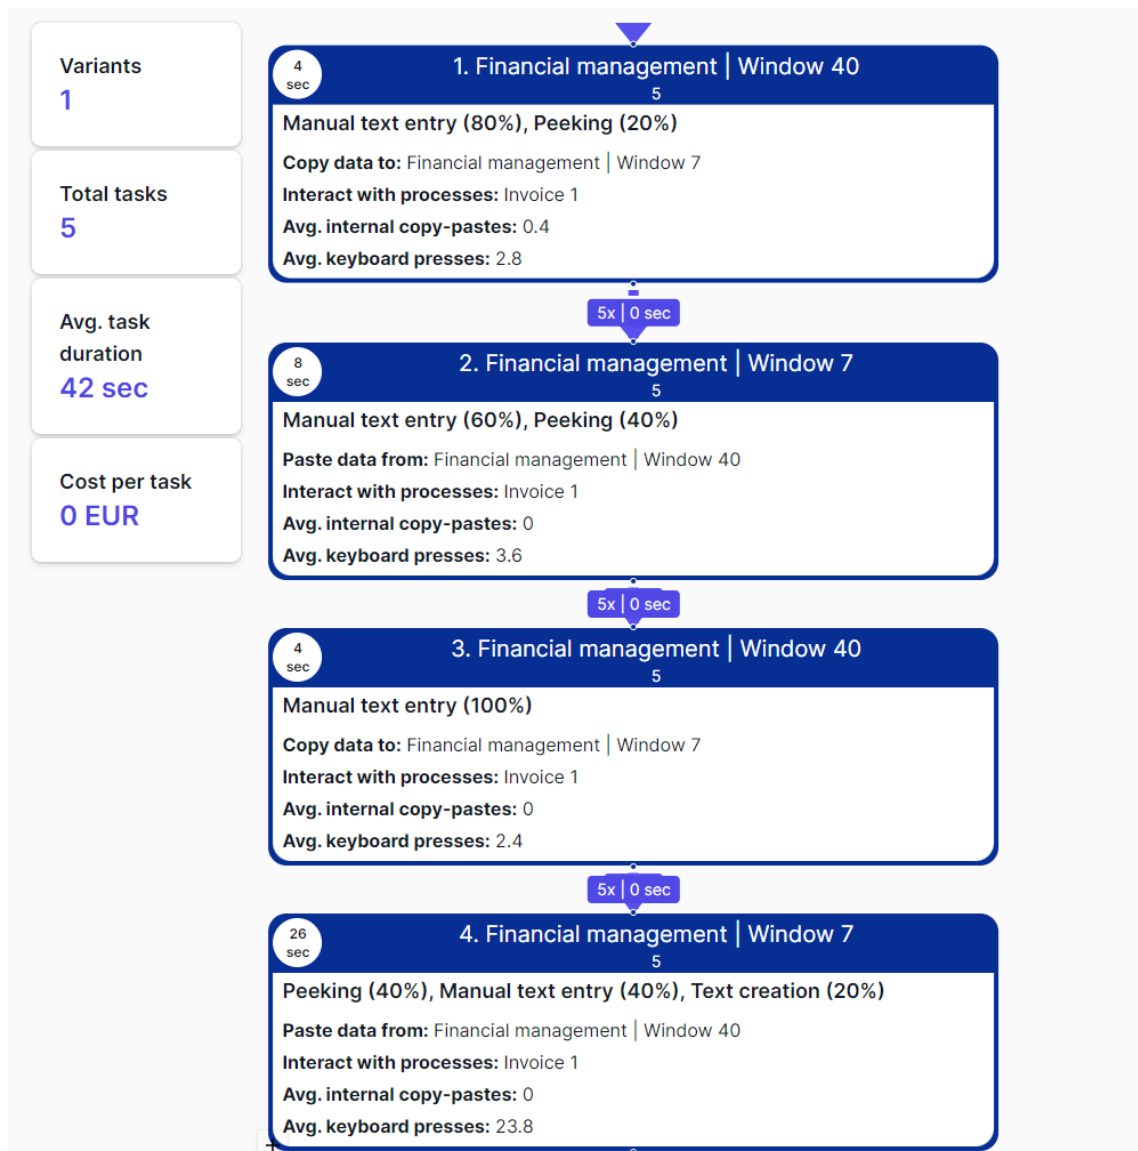 Variants
1
Total tasks
5
Avg. task
duration
42 sec
Cost per task
0 EUR
4
sec
1. Financial management | Window 40
5
Manual text entry (80%), Peeking (20%)
Copy data to: Financial management | Window 7
Interact with processes: Invoice 1
Avg. internal copy-pastes: 0.4
Avg. keyboard presses: 2.8
5x | 0 sec
8
sec
2. Financial management | Window 7
5
Manual text entry (60%), Peeking (40%)
Paste data from: Financial management | Window 40
Interact with processes: Invoice 1
Avg. internal copy-pastes: 0
Avg. keyboard presses: 3.6
5x | 0 sec
4
sec
3. Financial management | Window 40
5
Manual text entry (100%)
Copy data to: Financial management | Window 7
Interact with processes: Invoice 1
Avg. internal copy-pastes: 0
Avg. keyboard presses: 2.4
5x | 0 sec
26
sec
4. Financial management | Window 7
5
Peeking (40%), Manual text entry (40%), Text creation (20%)
Paste data from: Financial management | Window 40
Interact with processes: Invoice 1
Avg. internal copy-pastes: 0
Avg. keyboard presses: 23.8
+